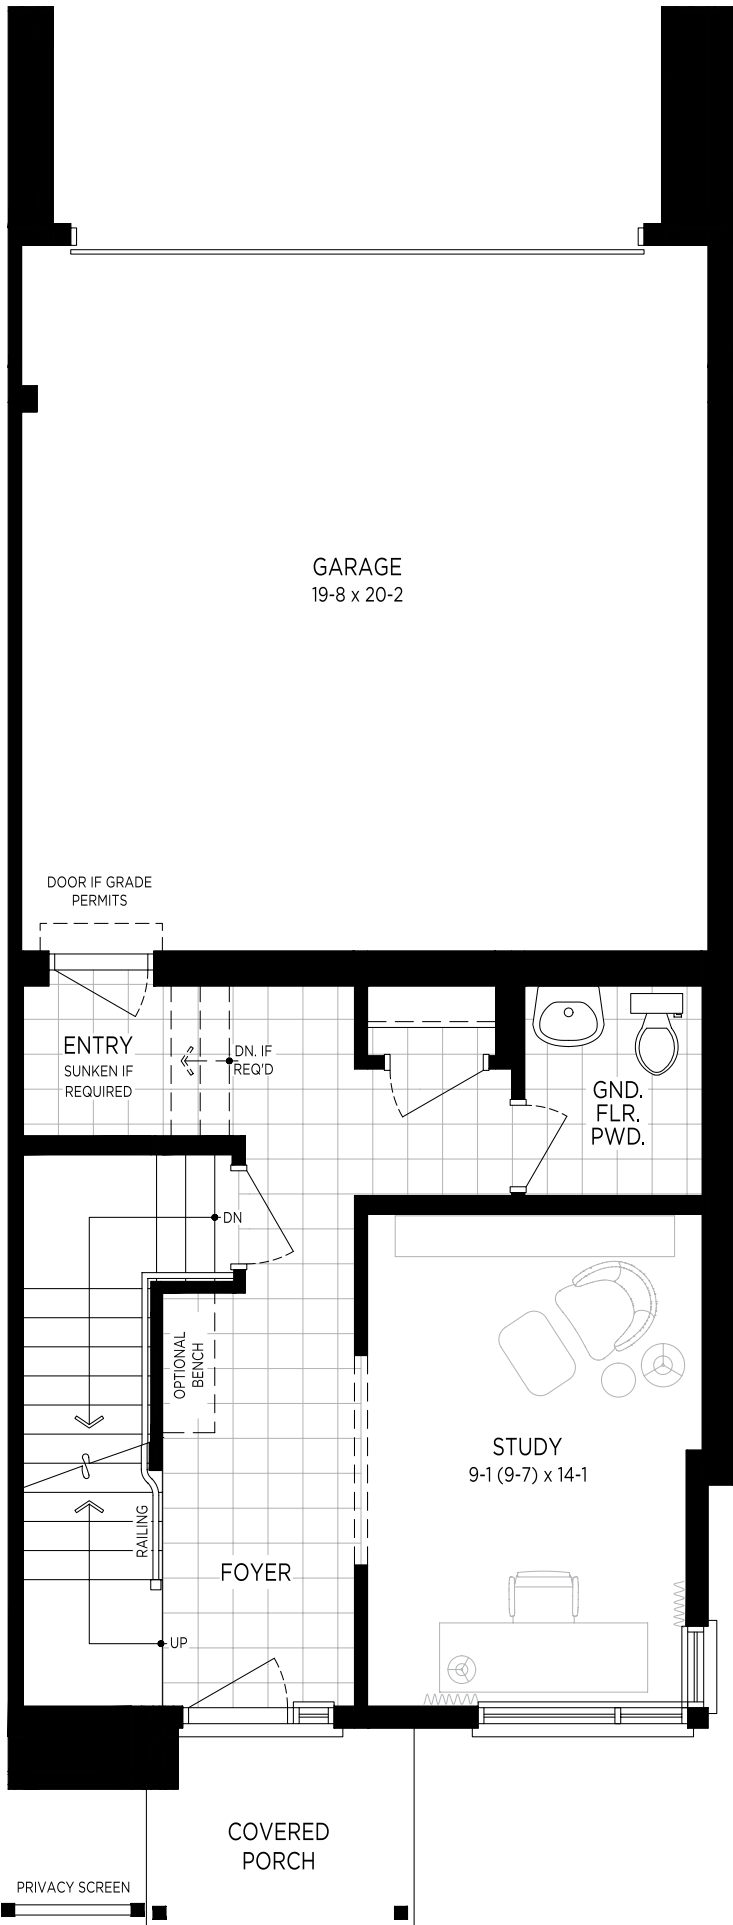 GARAGE
19-8 x 20-2
DOOR IF GRADE
PERMITS
ENTRY
SUNKEN IF
REQUIRED
DN. IF
REQ'D
GND.
FLR.
PWD.
DN
OPTIONAL
BENCH
STUDY
9-1 (9-7) x 14-1
RAILING
FOYER
UP
COVERED
PORCH
PRIVACY SCREEN